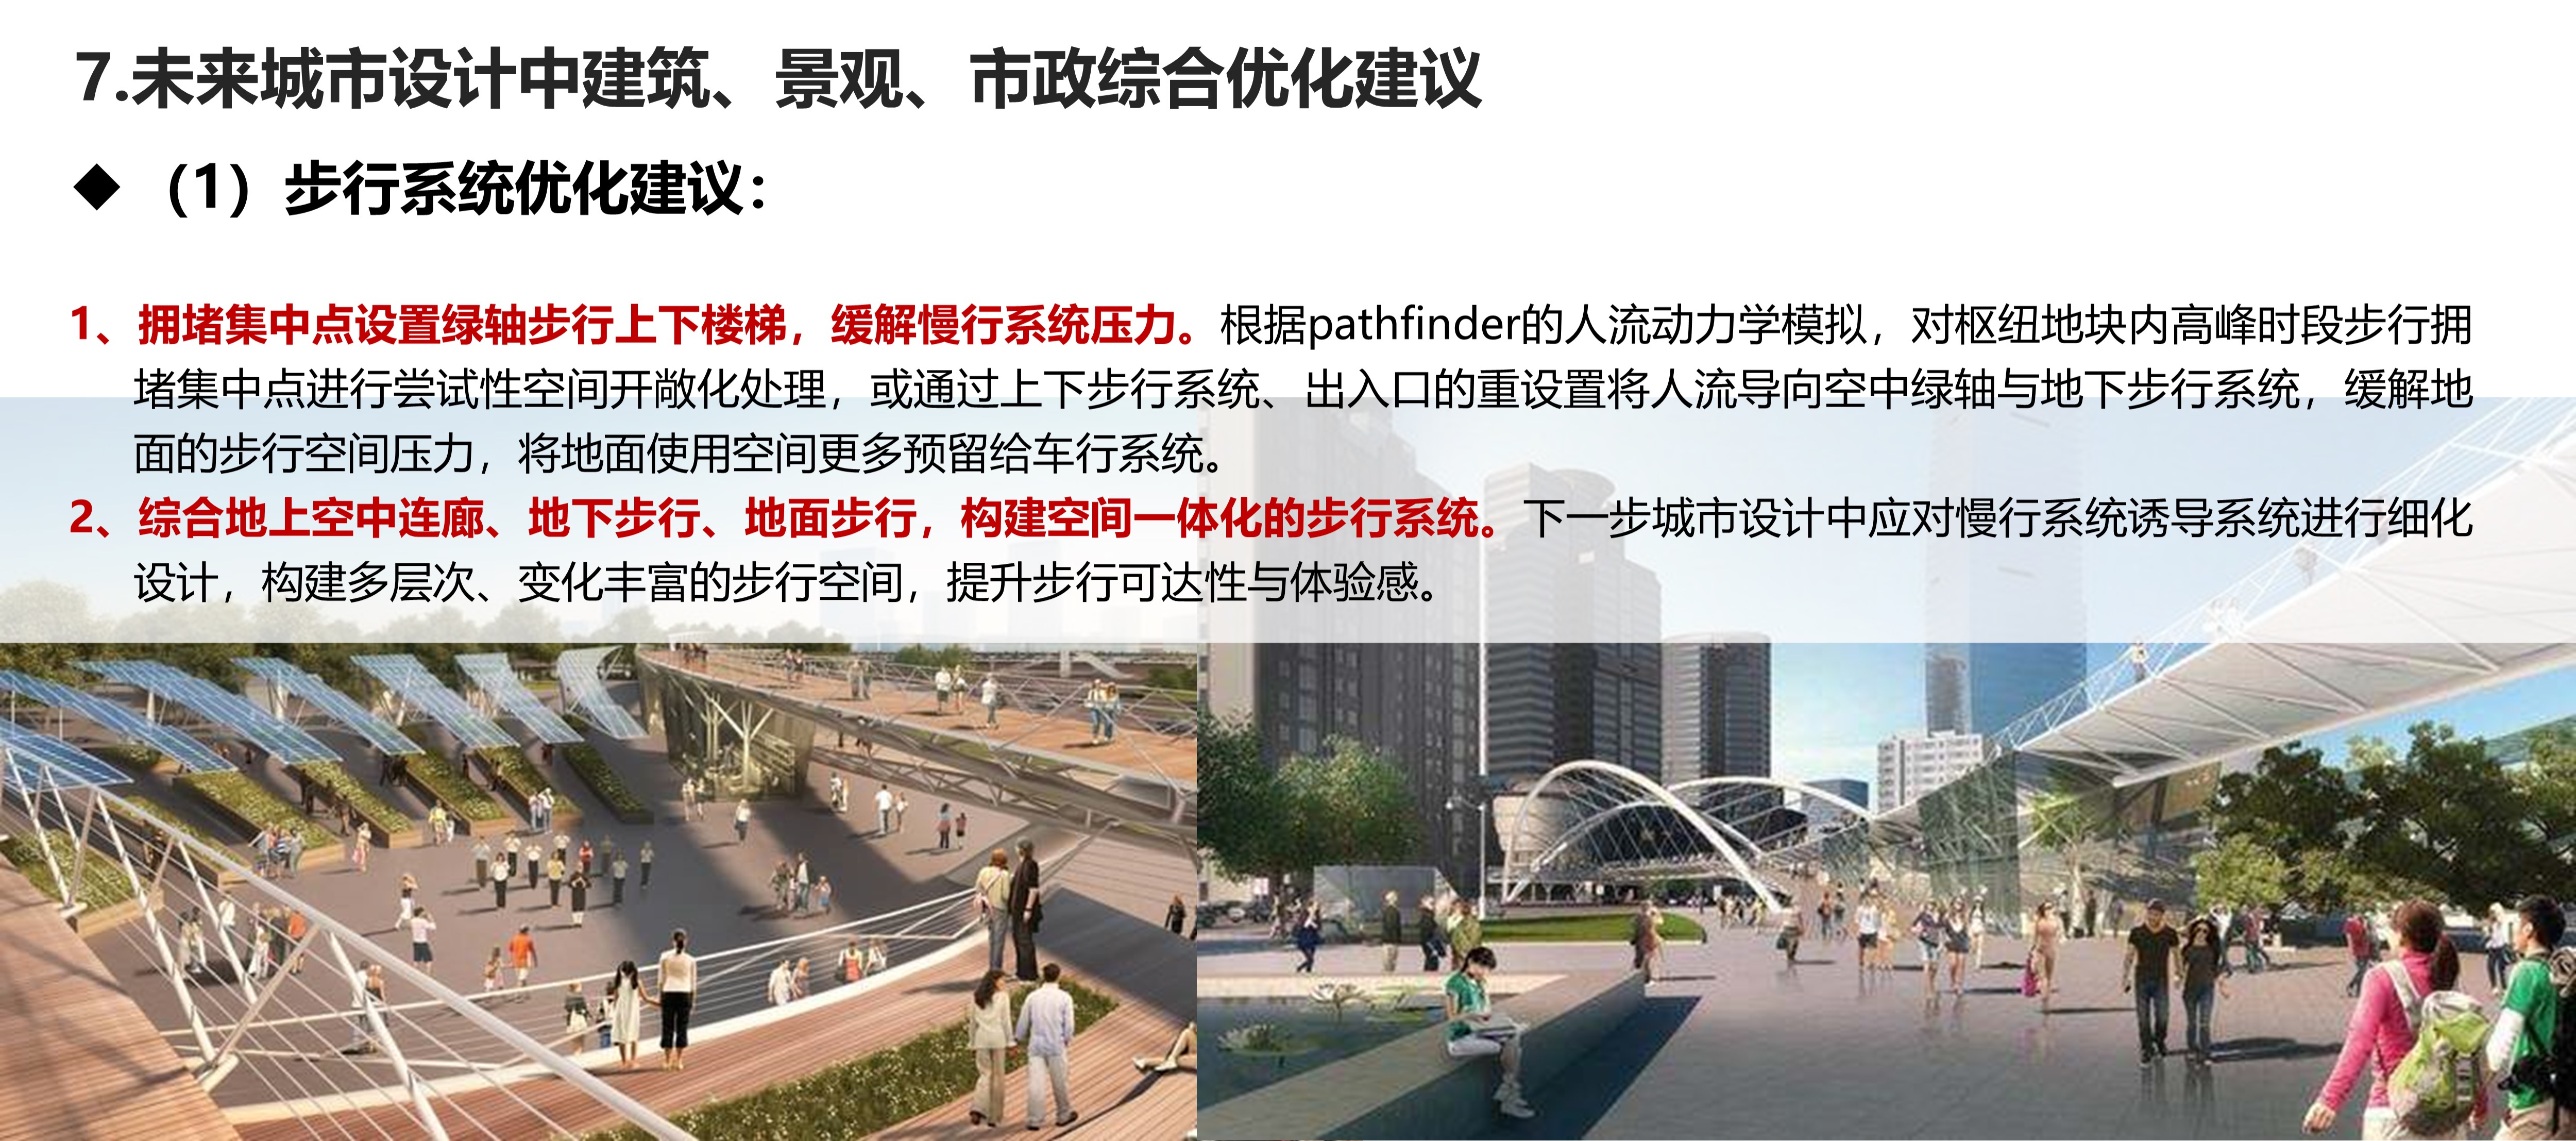 7.未来城市设计中建筑、景观、市政综合优化建议
◆（1）步行系统优化建议：
1、拥堵集中点设置绿轴步行上下楼梯，缓解慢行系统压力。根据pathfinder的人流动力学模拟，对枢纽地块内高峰时段步行拥
堵集中点进行尝试性空间开敞化处理，或通过上下步行系统、出入口的重设置将人流导向空中绿轴与地下步行系统，缓解地
面的步行空间压力，将地面使用空间更多预留给车行系统。
2、综合地上空中连廊、地下步行、地面步行，构建空间一体化的步行系统。下一步城市设计中应对慢行系统诱导系统进行细化
设计，构建多层次、变化丰富的步行空间，提升步行可达性与体验感。